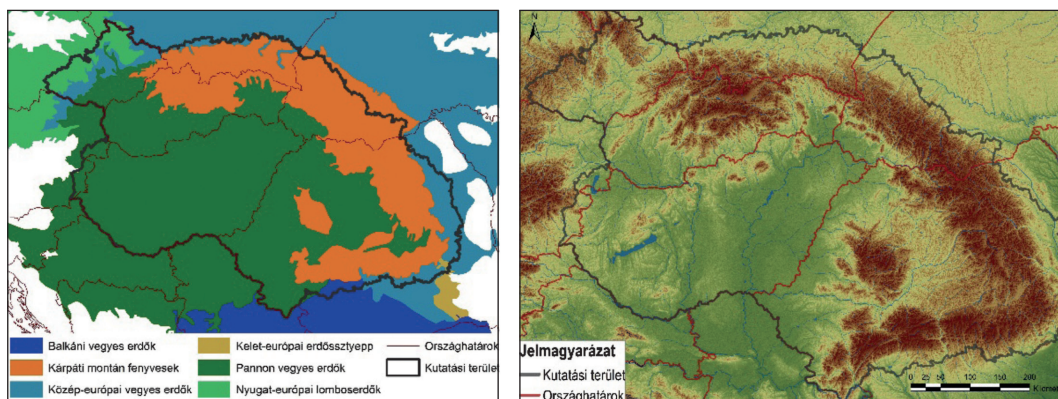 Balkáni vegyes erdők
Kárpáti montán fenyvesek
Közép-európai vegyes erdők
Kelet-európai erdőssztyepp
Pannon vegyes erdők
Nyugat-európai lomboserdők
Országhatárok
Kutatási terület
N
Jelmagyarázat
Kutatási terület
Országhatárok
0 25 50 100 150 200